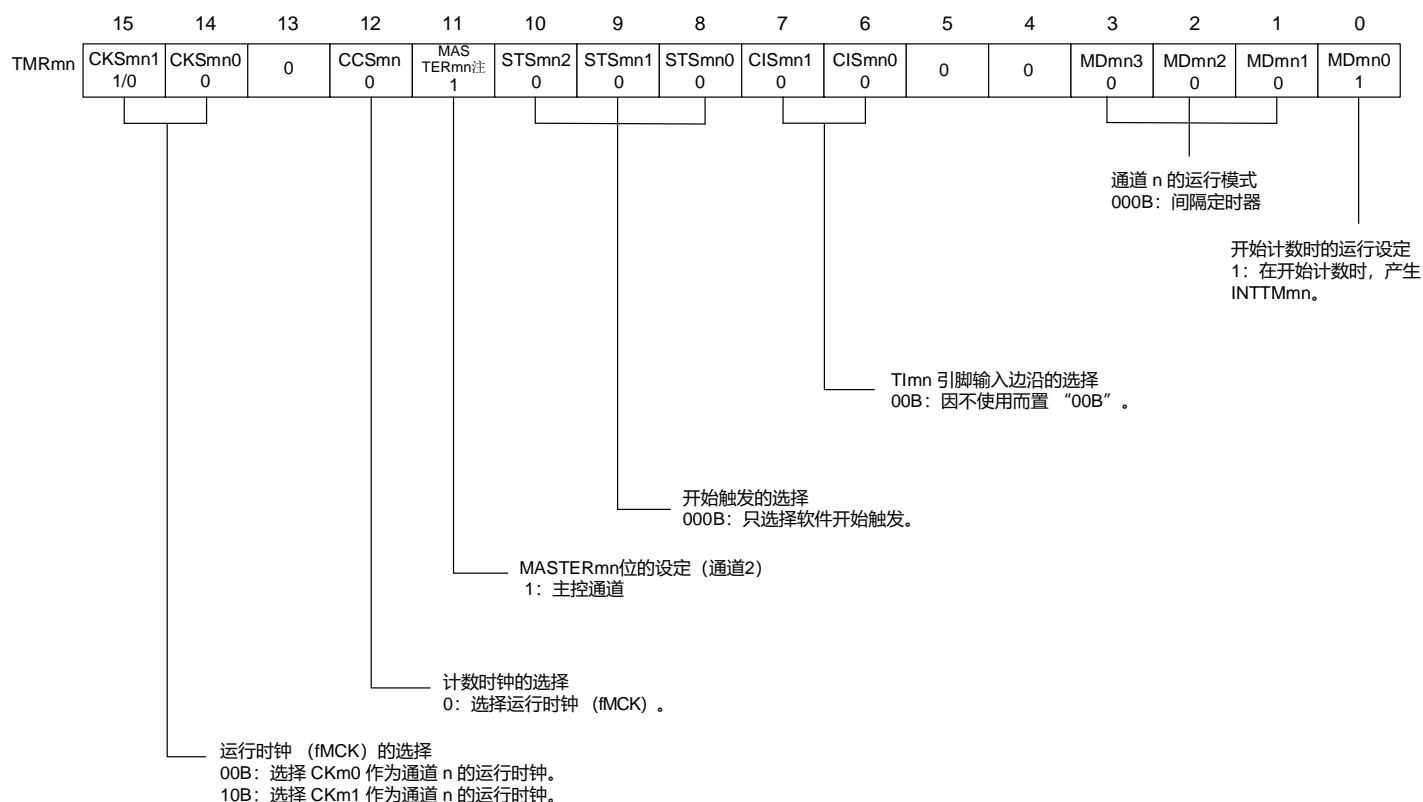 15 14 13 12 11 10 9 8 7 6 5 4 3 2 1 0
TMRmn CKSmn1 CKSmn0 0 CCSmn MAS TERmn注 STSmn2 STSmn1 STSmn0 CISmn1 CISmn0 0 0 MDmn3 MDmn2 MDmn1 MDmn0
1/0 0 0 1 0 0 0 0 0 0 0 0 1
通道 n 的运行模式
000B：间隔定时器
开始计数时的运行设定
1：在开始计数时，产生
INTTMmn。
TImn 引脚输入边沿的选择
00B：因不使用而置 “00B”。
开始触发的选择
000B：只选择软件开始触发。
MASTERmn位的设定（通道2）
1：主控通道
计数时钟的选择
0：选择运行时钟 （fMCK）。
运行时钟 （fMCK）的选择
00B：选择 CKm0 作为通道 n 的运行时钟。
10B：选择 CKm1 作为通道 n 的运行时钟。